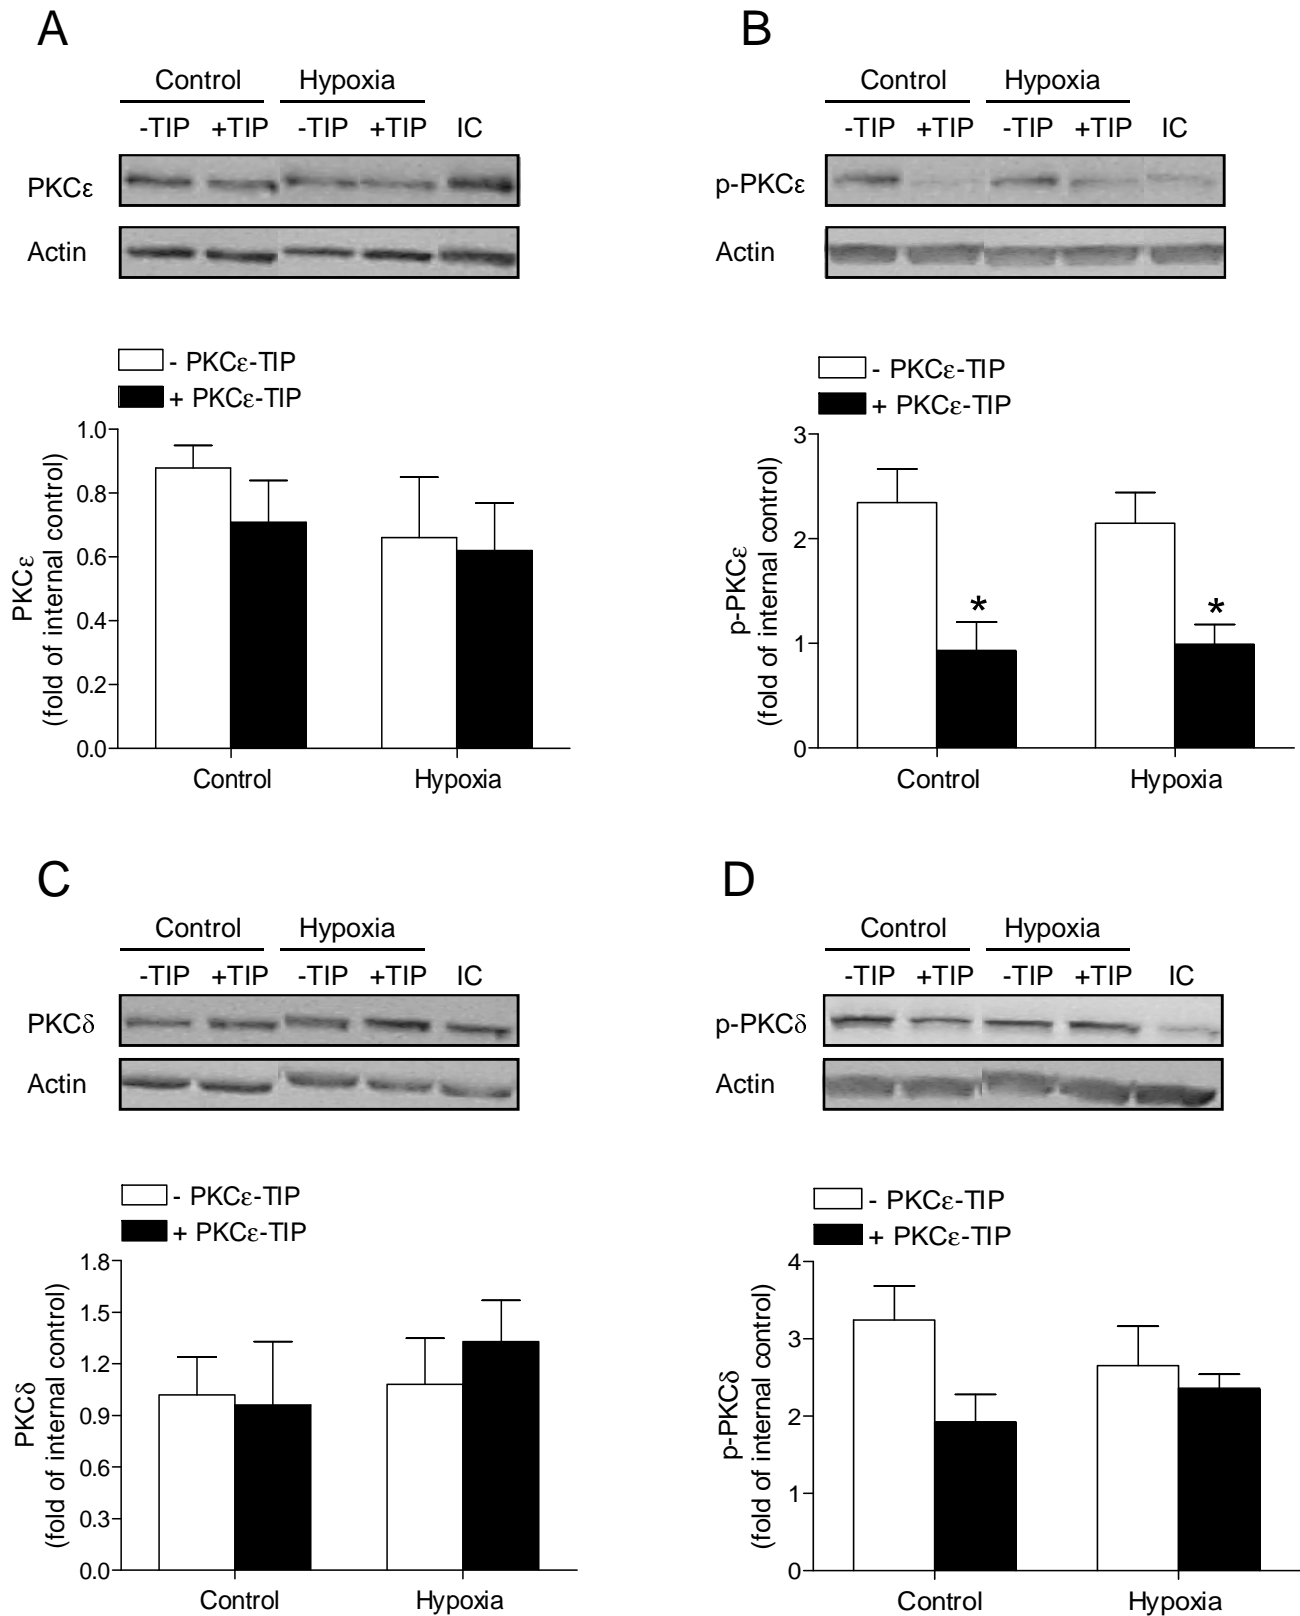 A
Control Hypoxia
-TIP +TIP -TIP +TIP IC
PKCε
Actin
- PKCε-TIP
+ PKCε-TIP
PKCε
(fold of internal control)
1.0
0.8
0.6
0.4
0.2
0.0
Control Hypoxia
B
Control Hypoxia
-TIP +TIP -TIP +TIP IC
p-PKCε
Actin
- PKCε-TIP
+ PKCε-TIP
p-PKCε
(fold of internal control)
3
2
1
0
* *
Control Hypoxia
C
Control Hypoxia
-TIP +TIP -TIP +TIP IC
PKCδ
Actin
- PKCε-TIP
+ PKCε-TIP
PKCδ
(fold of internal control)
1.8
1.5
1.2
0.9
0.6
0.3
0.0
Control Hypoxia
D
Control Hypoxia
-TIP +TIP -TIP +TIP IC
p-PKCδ
Actin
- PKCε-TIP
+ PKCε-TIP
p-PKCδ
(fold of internal control)
4
3
2
1
0
Control Hypoxia